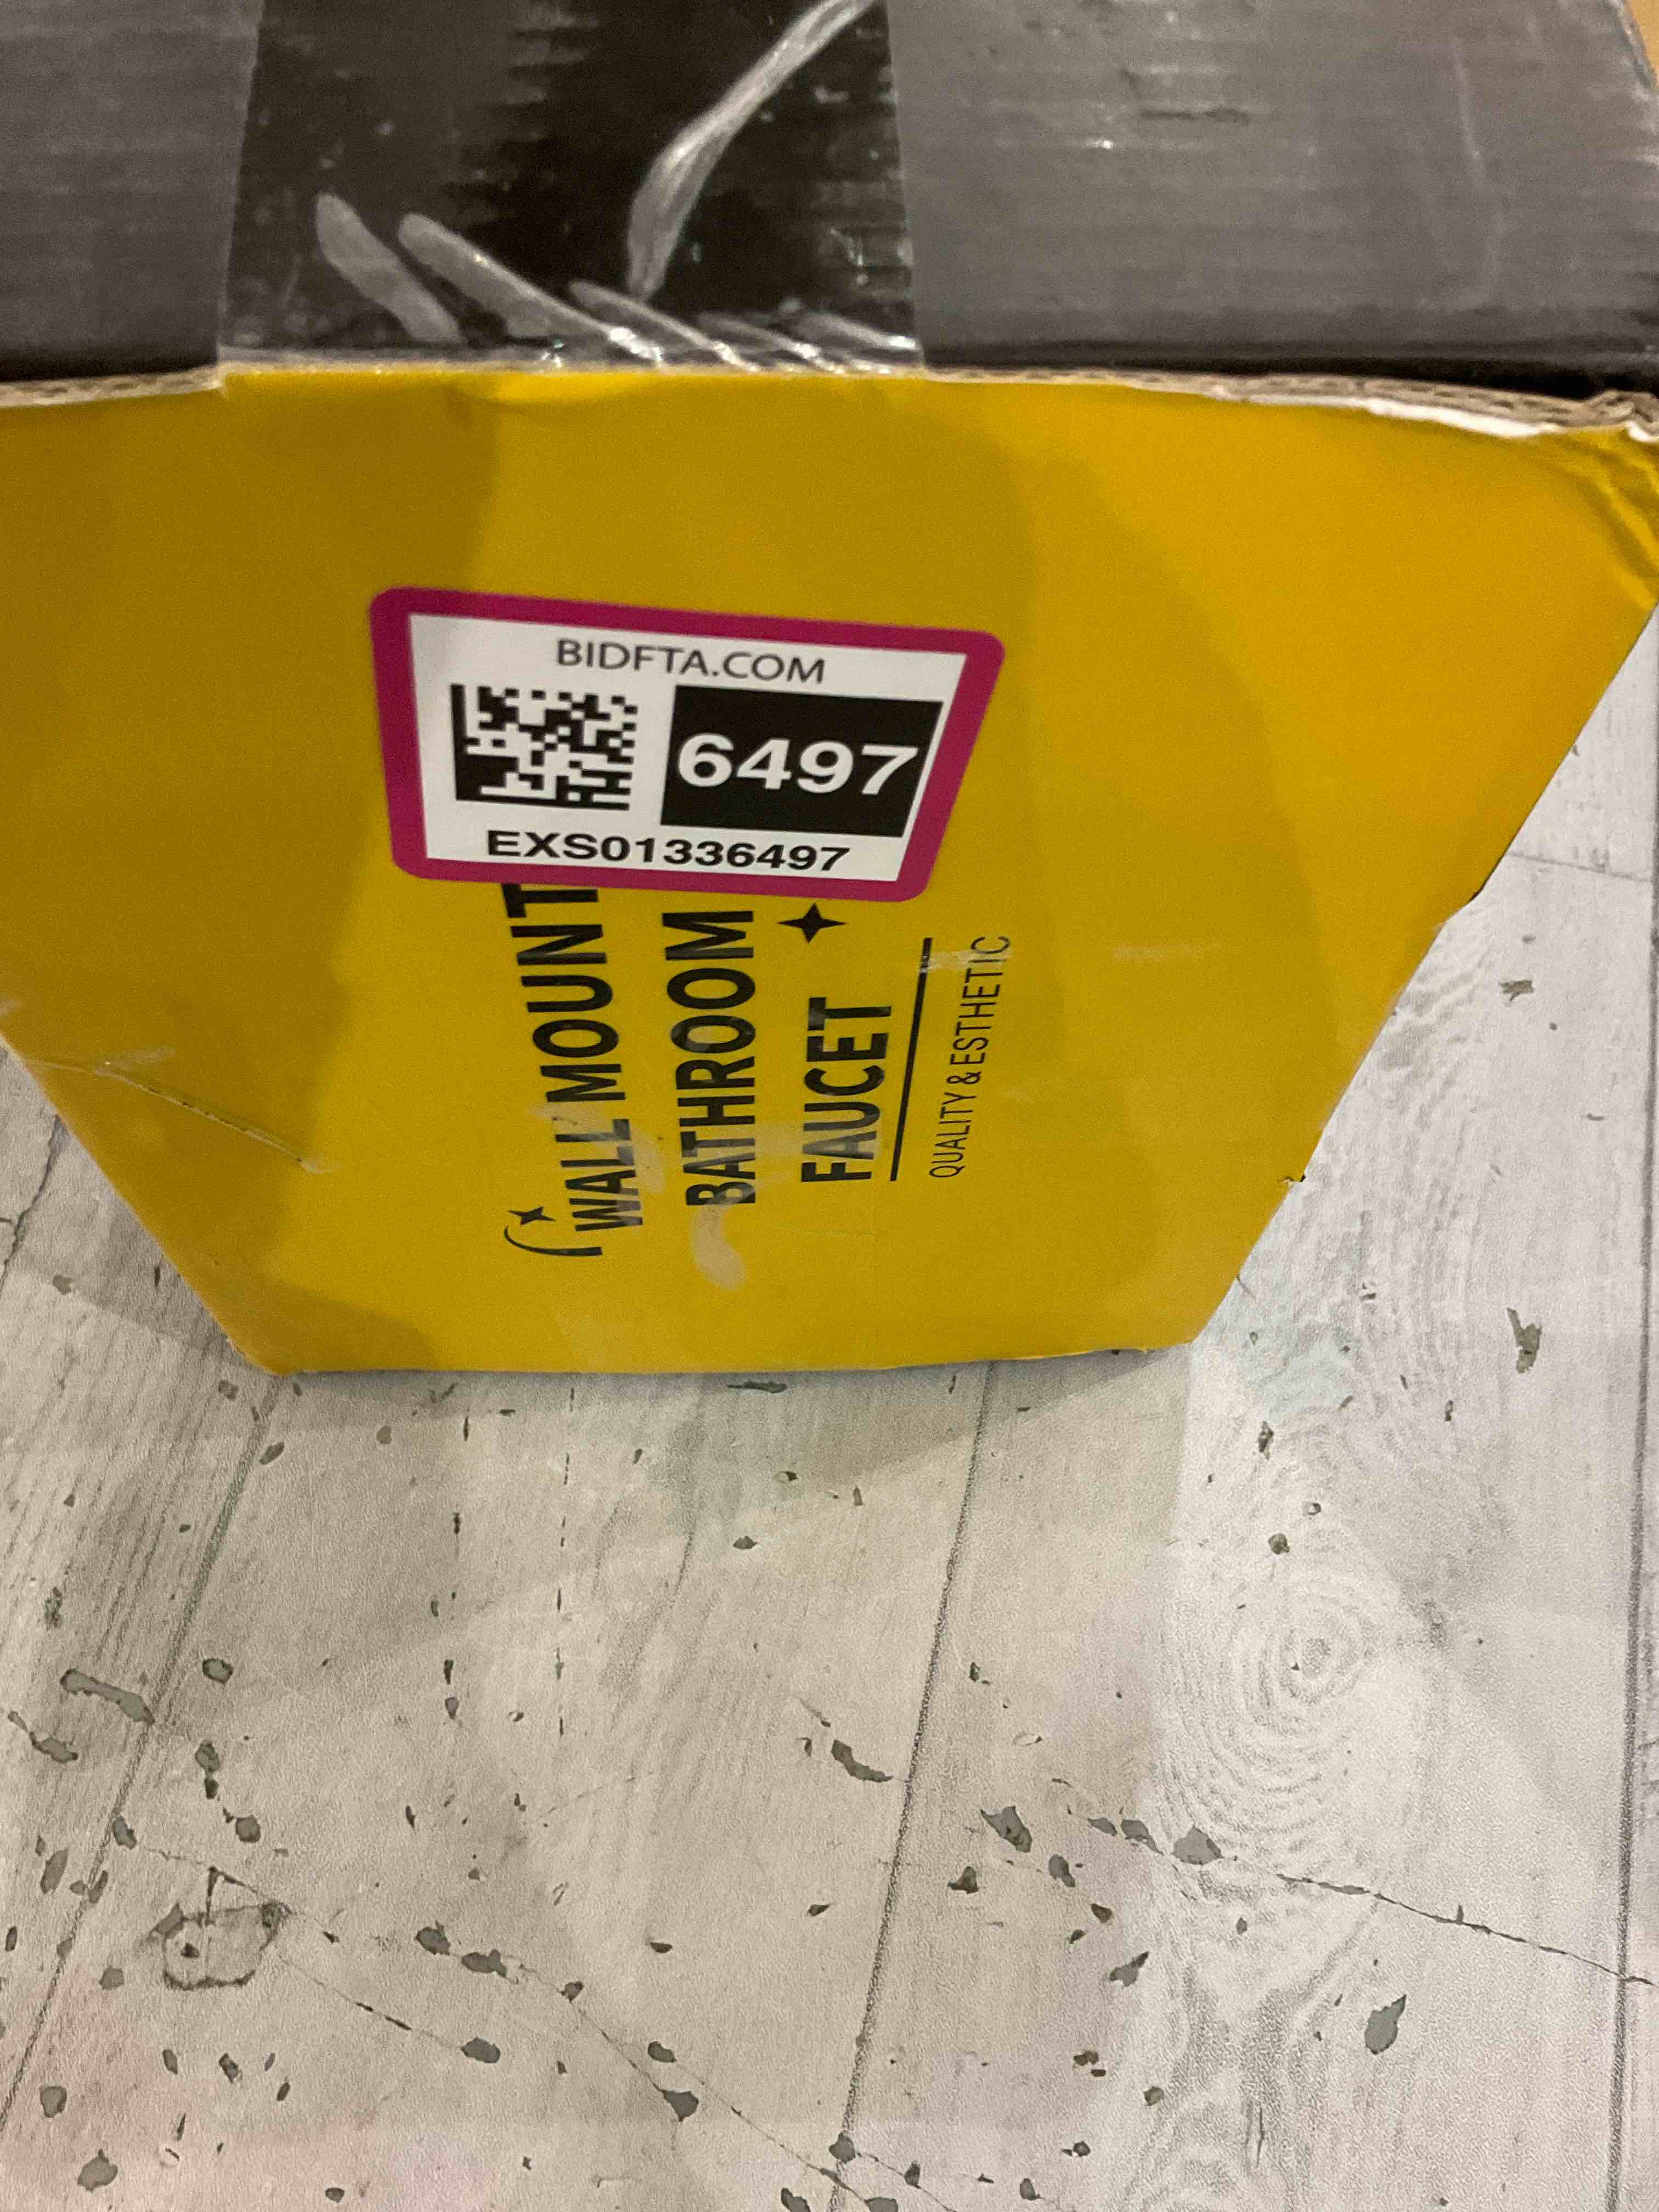 BIDFTA.COM
6497
EXS01336497
WALL MOUNT
BATHROOM
FAUCET
QUALITY & ESTHETIC